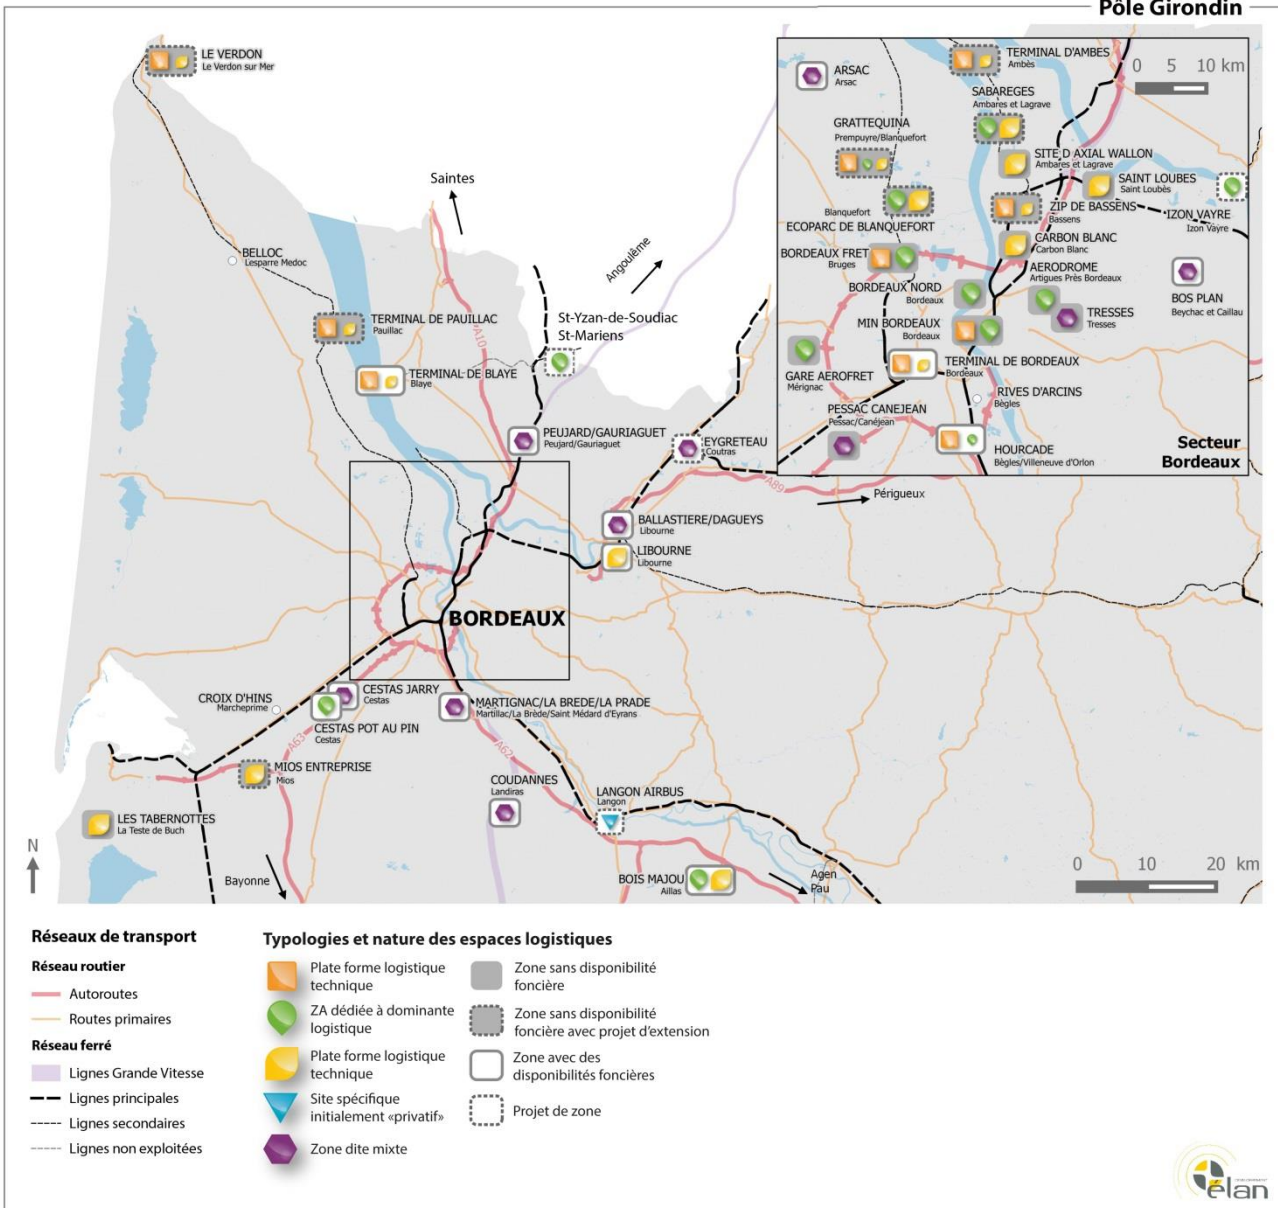 Pôle Girondin
LE VERDON
Le Verdon sur Mer
Saintes
BELLOC
Lesparre Medoc
Angoulême
TERMINAL DE PAUILLAC
Pauillac
A10
St-Yzan-de-Soudiac
St-Mariens
TERMINAL DE BLAYE
Blaye
PEUJARD/GAURIAGUET
Peujard/Gauriaguet
EYGRETEAU
Coutras
A89
Périgueux
BALLASTIERE/DAGUEYS
Libourne
LIBOURNE
Libourne
BORDEAUX
CROIX D'HINS
Marcheprime
CESTAS JARRY
Cestas
CESTAS POT AU PIN
Cestas
MARTIGNAC/LA BREDE/LA PRADE
Martillac/La Brède/Saint Médard d'Eyrans
A63
A62
MIOS ENTREPRISE
Mios
COUDANNES
Landiras
LANGON AIRBUS
Langon
LES TABERNOTTES
La Teste de Buch
N
Bayonne
BOIS MAJOU
Aillas
Agen
Pau
0 10 20 km
ARSAC
Arsac
TERMINAL D'AMBES
Ambès
0 5 10 km
SABAREGES
Ambares et Lagrave
GRATTEQUINA
Prempuyre/Blanquefort
SITE D AXIAL WALLON
Ambares et Lagrave
SAINT LOUBES
Saint Loubès
Blanquefort
ECOPARC DE BLANQUEFORT
ZIP DE BASSENS
Bassens
IZON VAYRE
Izon Vayre
CARBON BLANC
Carbon Blanc
BORDEAUX FRET
Bruges
AERODROME
Artigues Près Bordeaux
BORDEAUX NORD
Bordeaux
BOS PLAN
Beychac et Caillau
TRESSES
Tresses
MIN BORDEAUX
Bordeaux
TERMINAL DE BORDEAUX
Bordeaux
GARE AEROFRET
Mérignac
RIVES D'ARCINS
Bègles
PESSAC CANEJEAN
Pessac/Canéjean
HOURCADE
Bègles/Villeneuve d'Orlon
Secteur
Bordeaux
Réseaux de transport
Réseau routier
Autoroutes
Routes primaires
Réseau ferré
Lignes Grande Vitesse
Lignes principales
Lignes secondaires
Lignes non exploitées
Typologies et nature des espaces logistiques
Plate forme logistique
technique
ZA dédiée à dominante
logistique
Plate forme logistique
technique
Site spécifique
initialement «privatif»
Zone dite mixte
Zone sans disponibilité
foncière
Zone sans disponibilité
foncière avec projet d'extension
Zone avec des
disponibilités foncières
Projet de zone
élan